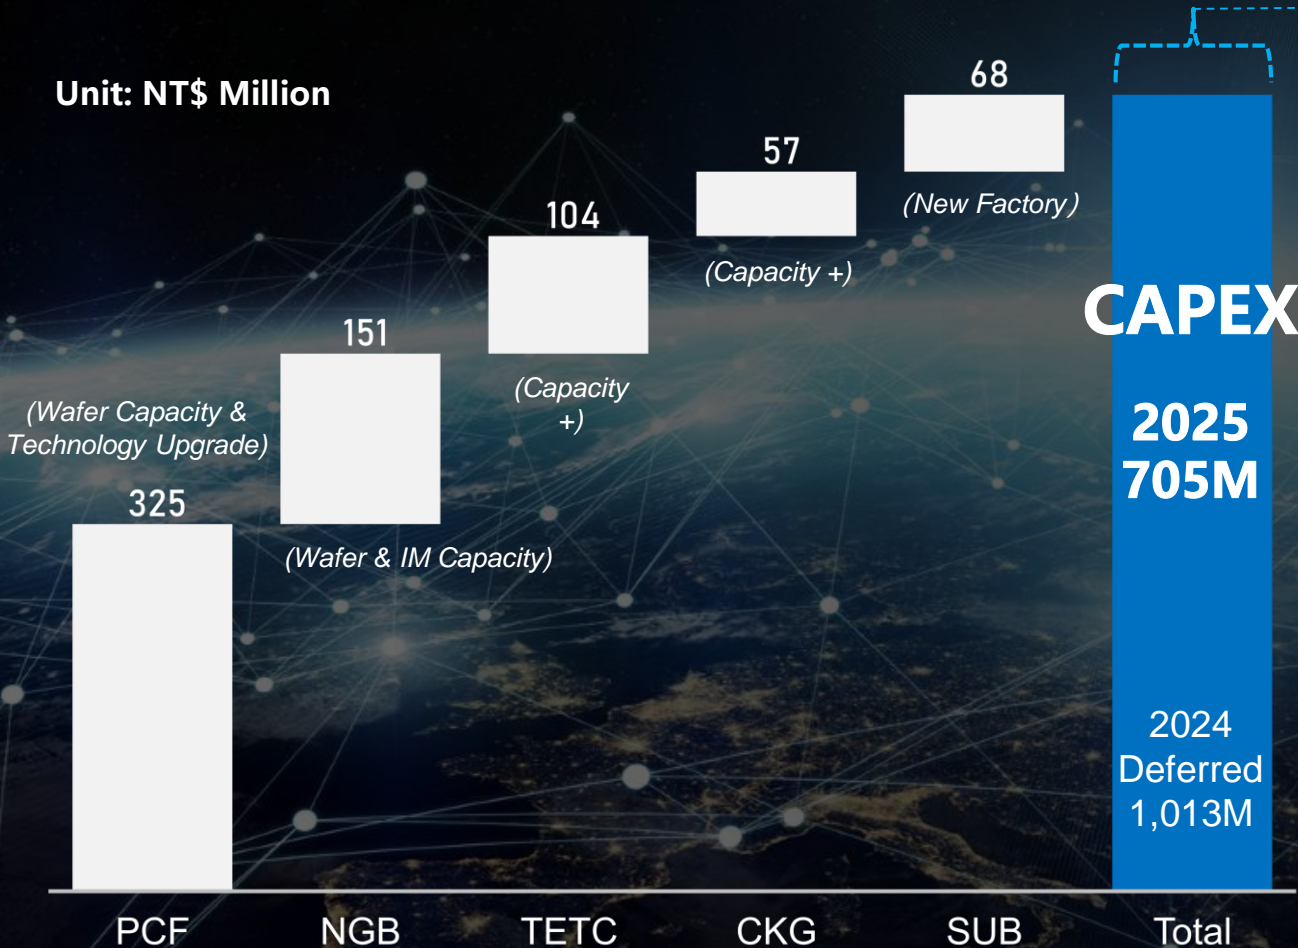 Unit: NT$ Million
68
57
(New Factory)
104
(Capacity +)
151
(Capacity
+)
(Wafer Capacity &
Technology Upgrade)
325
(Wafer & IM Capacity)
CAPEX
2025
705M
2024
Deferred
1,013M
PCF
NGB
TETC
CKG
SUB
Total